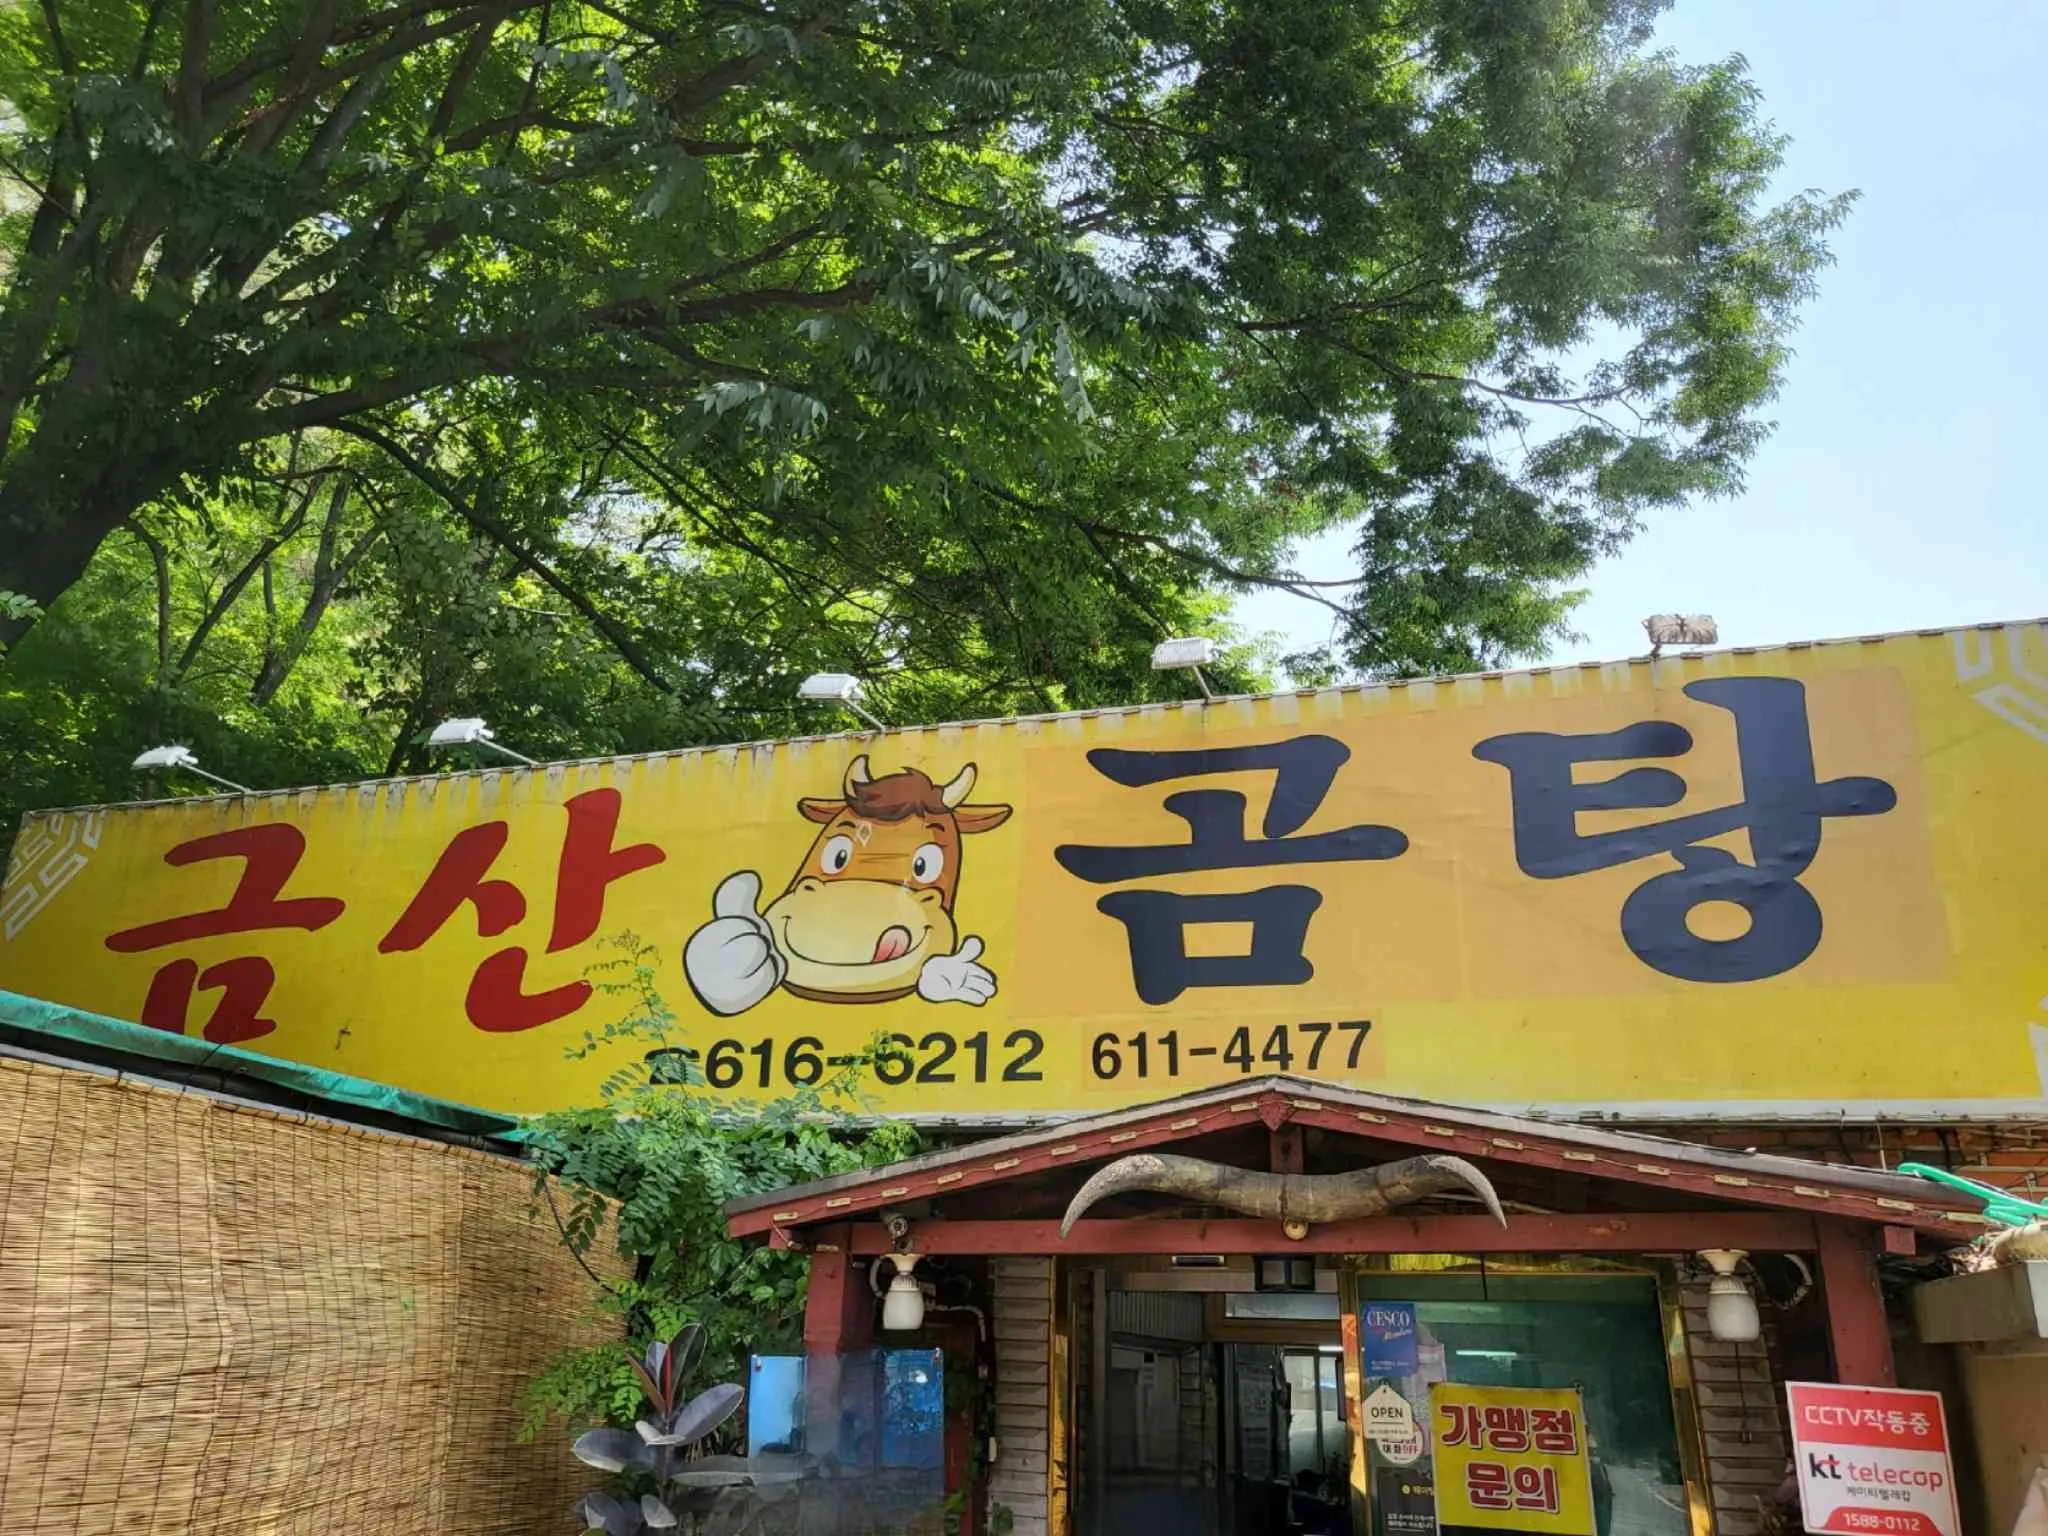 금산 곰탕
☎616-6212 611-4477
CESCO
Members
OPEN
가맹점
문의
CCTV작동중
kt telecop
케이티텔레캅
1588-0112